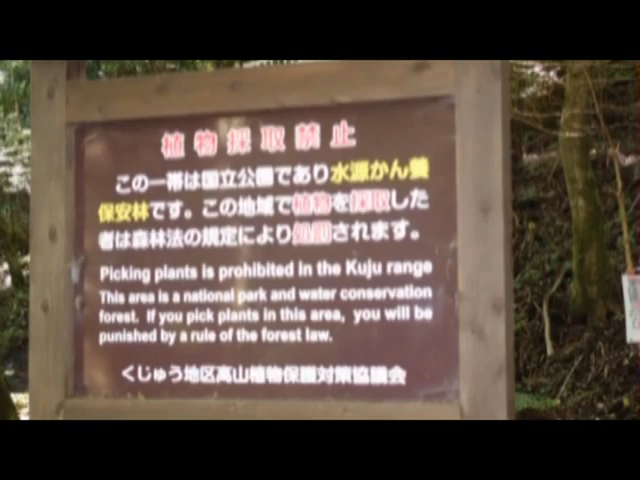 植物採取禁止
この一帯は国立公園であり水源かん養
保安林です。この地域で植物を採取した
者は森林法の規定により処罰されます。
Picking plants is prohibited in the Kuju range
This area is a national park and water conservation
forest. If you pick plants in this area, you will be
punished by a rule of the forest law.
くじゅう地区高山植物保護対策協議会